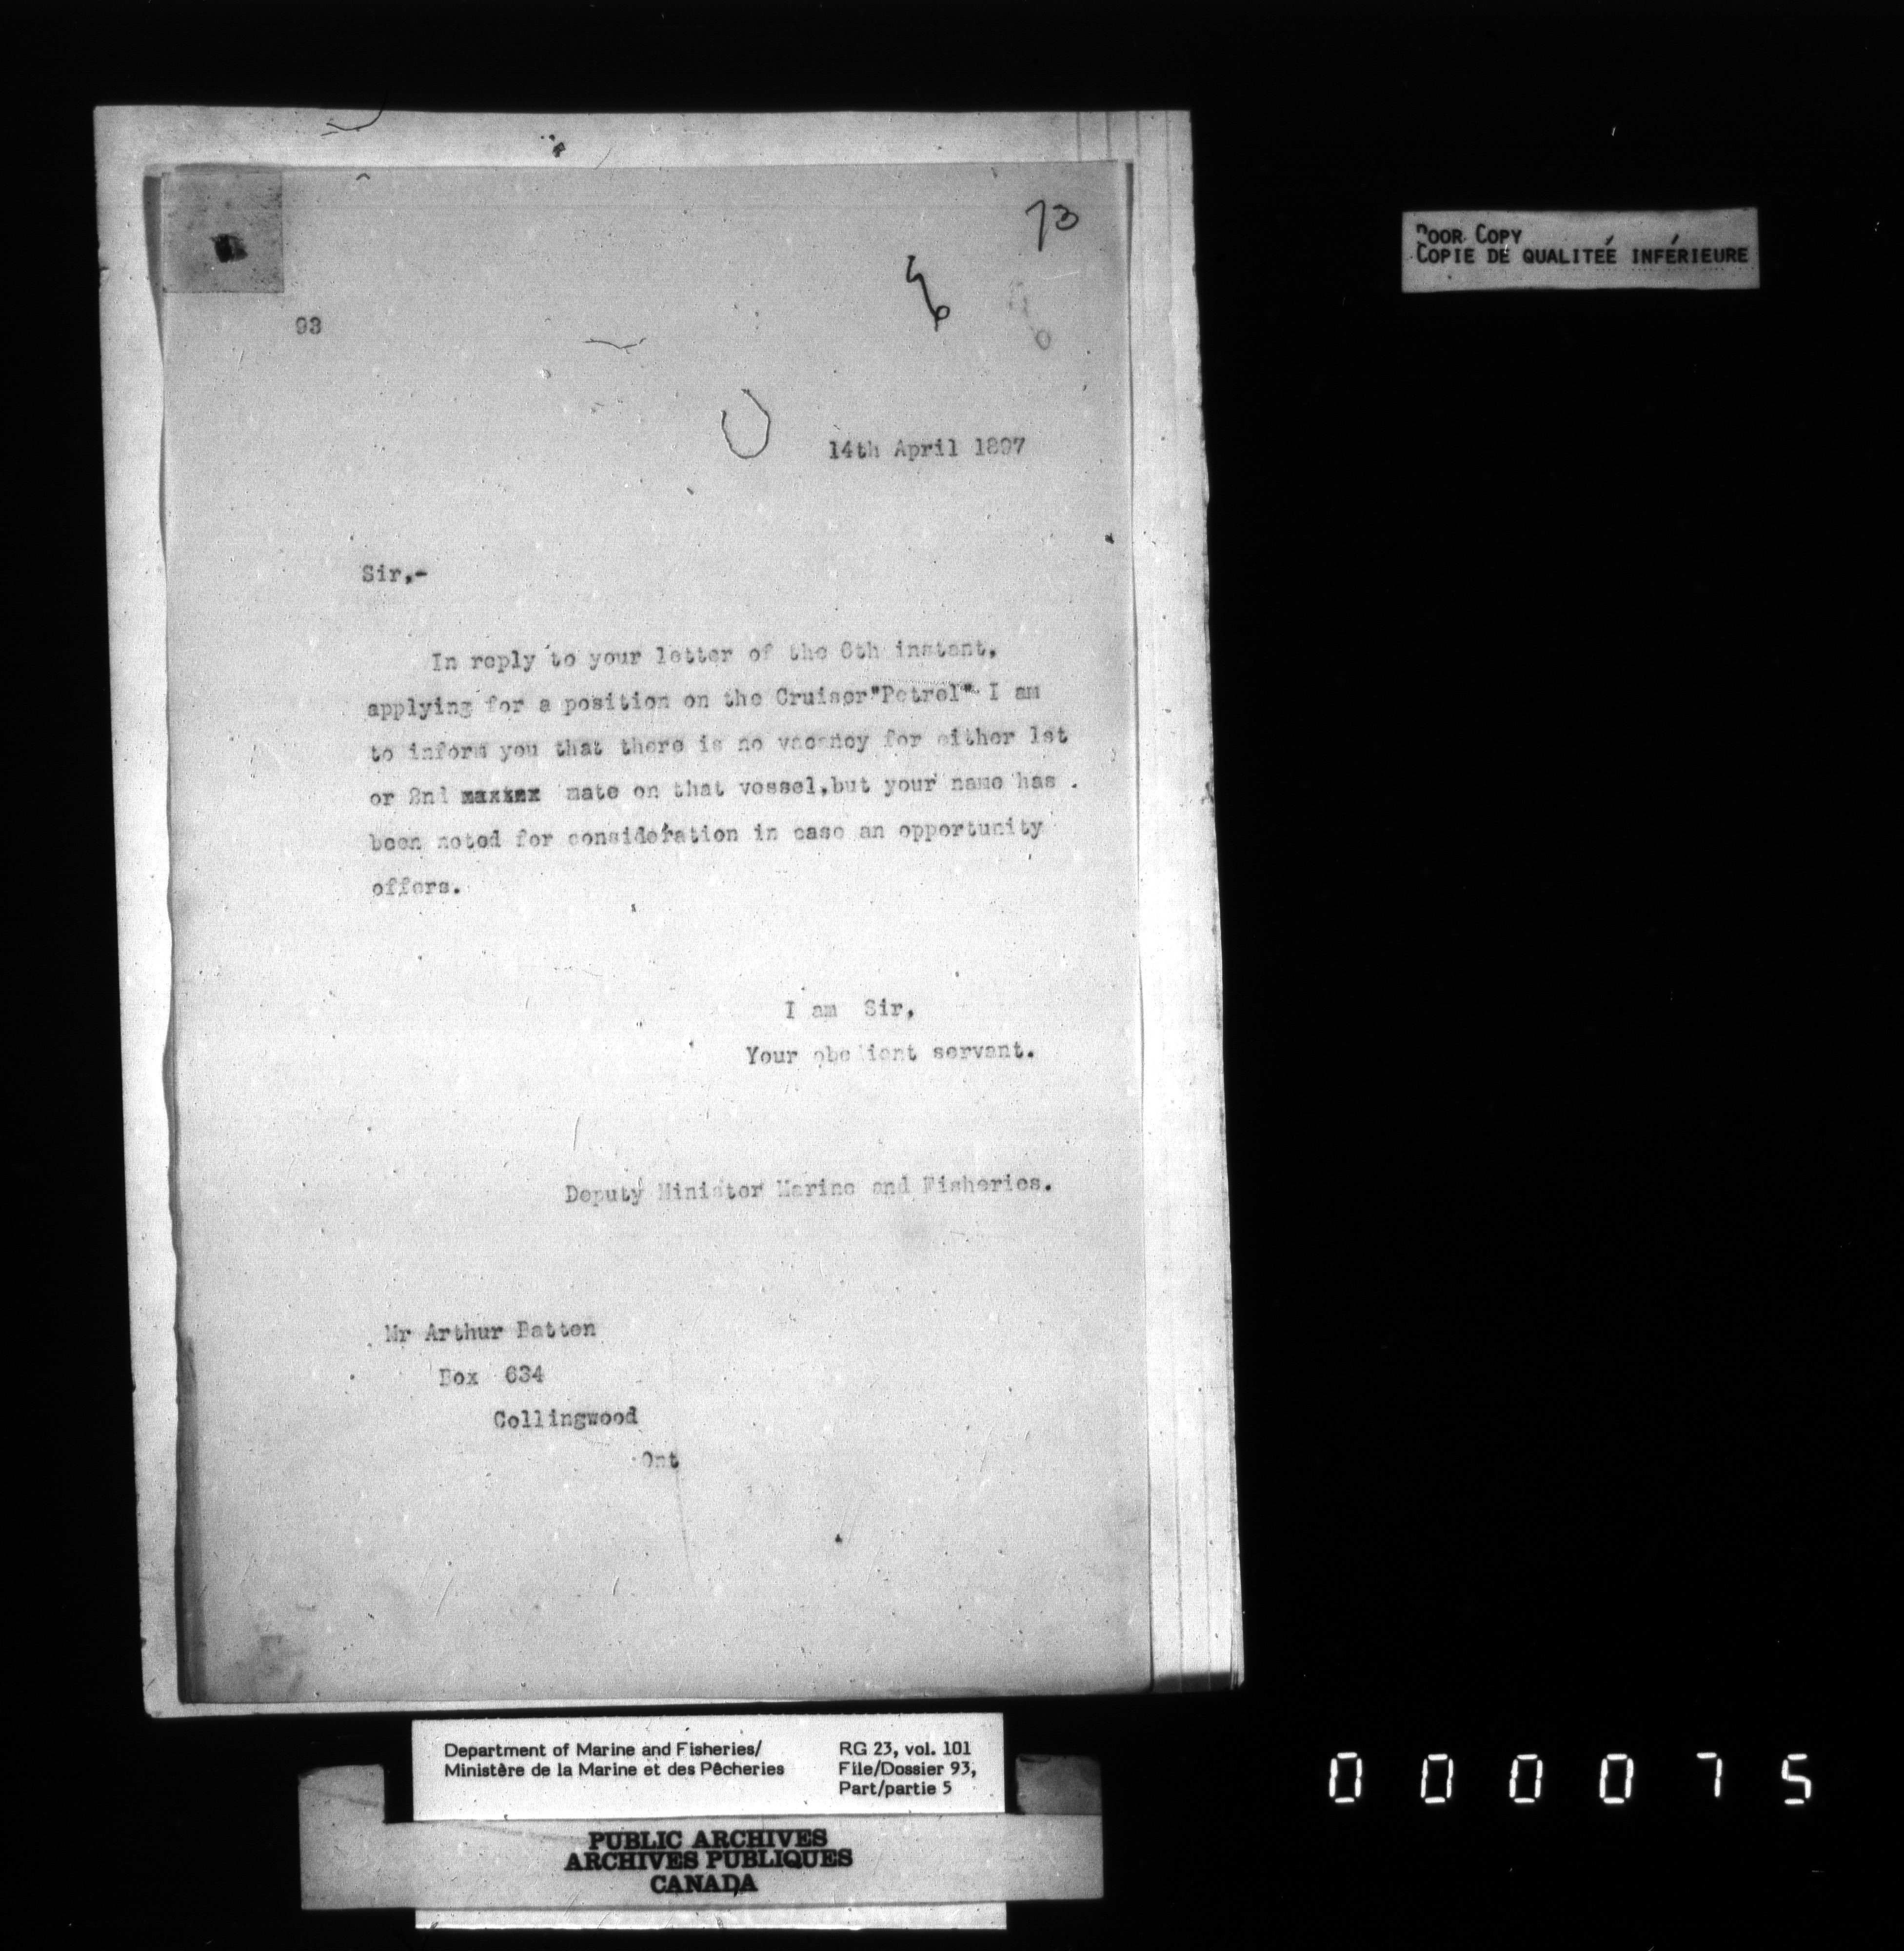 73
93
14th April 1897
Sir,-
In reply to your letter of the 6th instant,
applying for a position on the Cruiser "Petrel" I am
to inform you that there is no vacancy for either 1st
or 2nd mate on that vessel, but your name has
been noted for consideration in case an opportunity
offers.
I am Sir,
Your obedient servant.
Deputy Minister Marine and Fisheries.
Mr Arthur Batten
Box 634
Collingwood
Ont
POOR COPY
COPIE DE QUALITEÉ INFÉRIEURE
Department of Marine and Fisheries/
Ministère de la Marine et des Pêcheries
RG 23, vol. 101
File/Dossier 93,
Part/partie 5
PUBLIC ARCHIVES
ARCHIVES PUBLIQUES
CANADA
000075